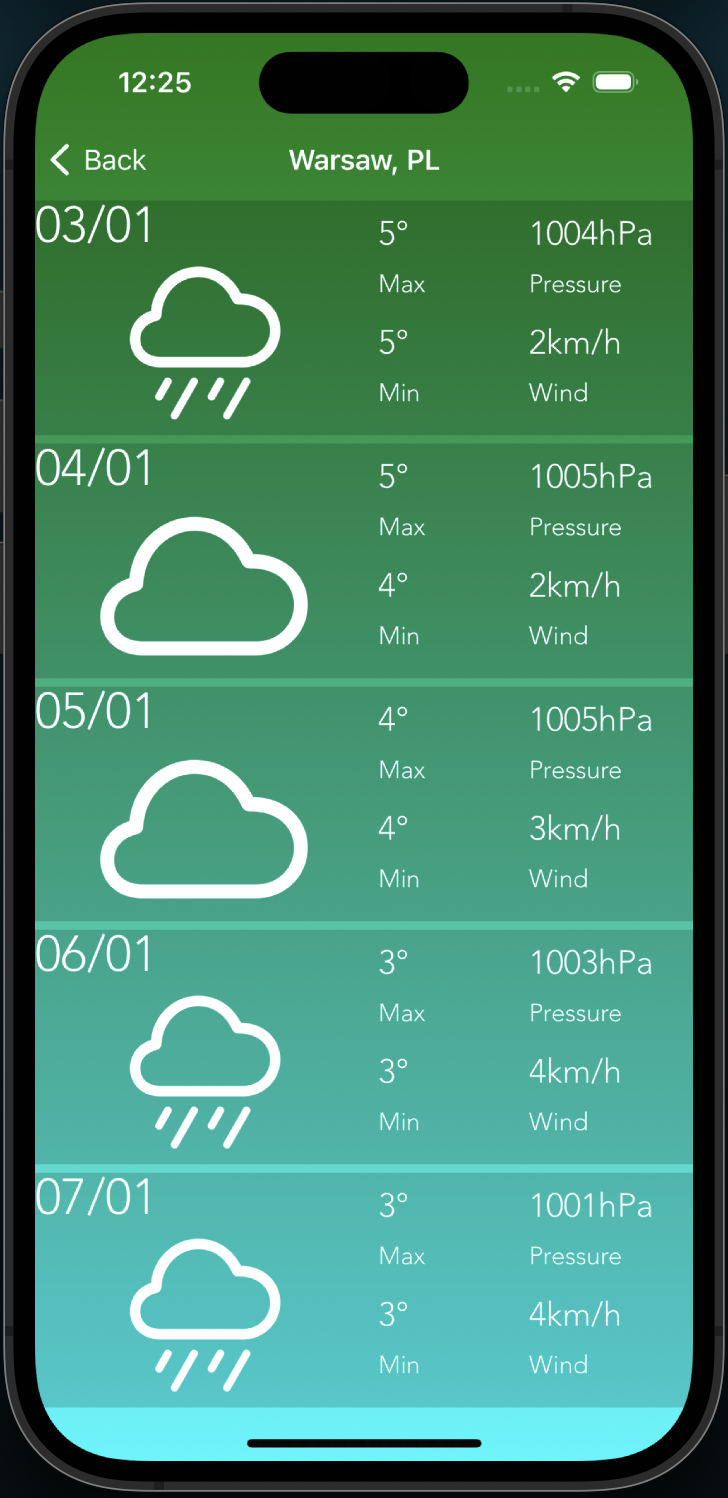 12:25
Back
Warsaw, PL
03/01
5°
1004hPa
Max
Pressure
5°
2km/h
Min
Wind
04/01
5°
1005hPa
Max
Pressure
4°
2km/h
Min
Wind
05/01
4°
1005hPa
Max
Pressure
4°
3km/h
Min
Wind
06/01
3°
1003hPa
Max
Pressure
3°
4km/h
Min
Wind
07/01
3°
1001hPa
Max
Pressure
3°
4km/h
Min
Wind